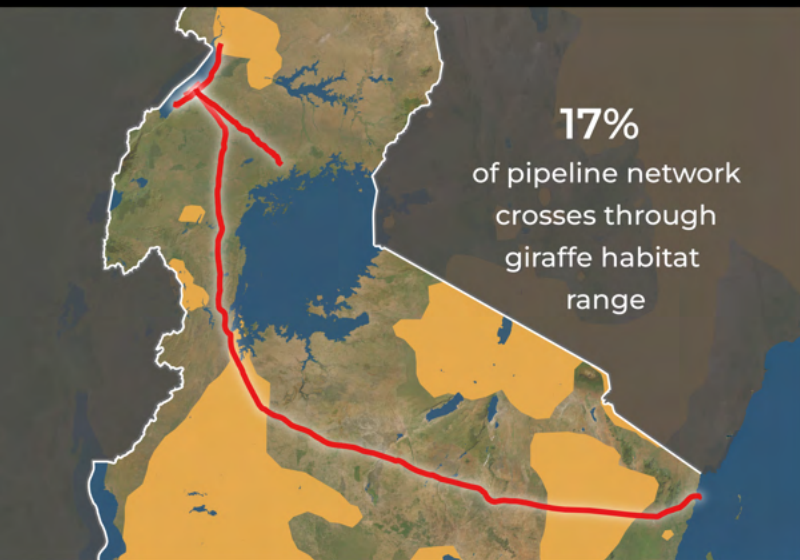 17%
of pipeline network
crosses through
giraffe habitat
range